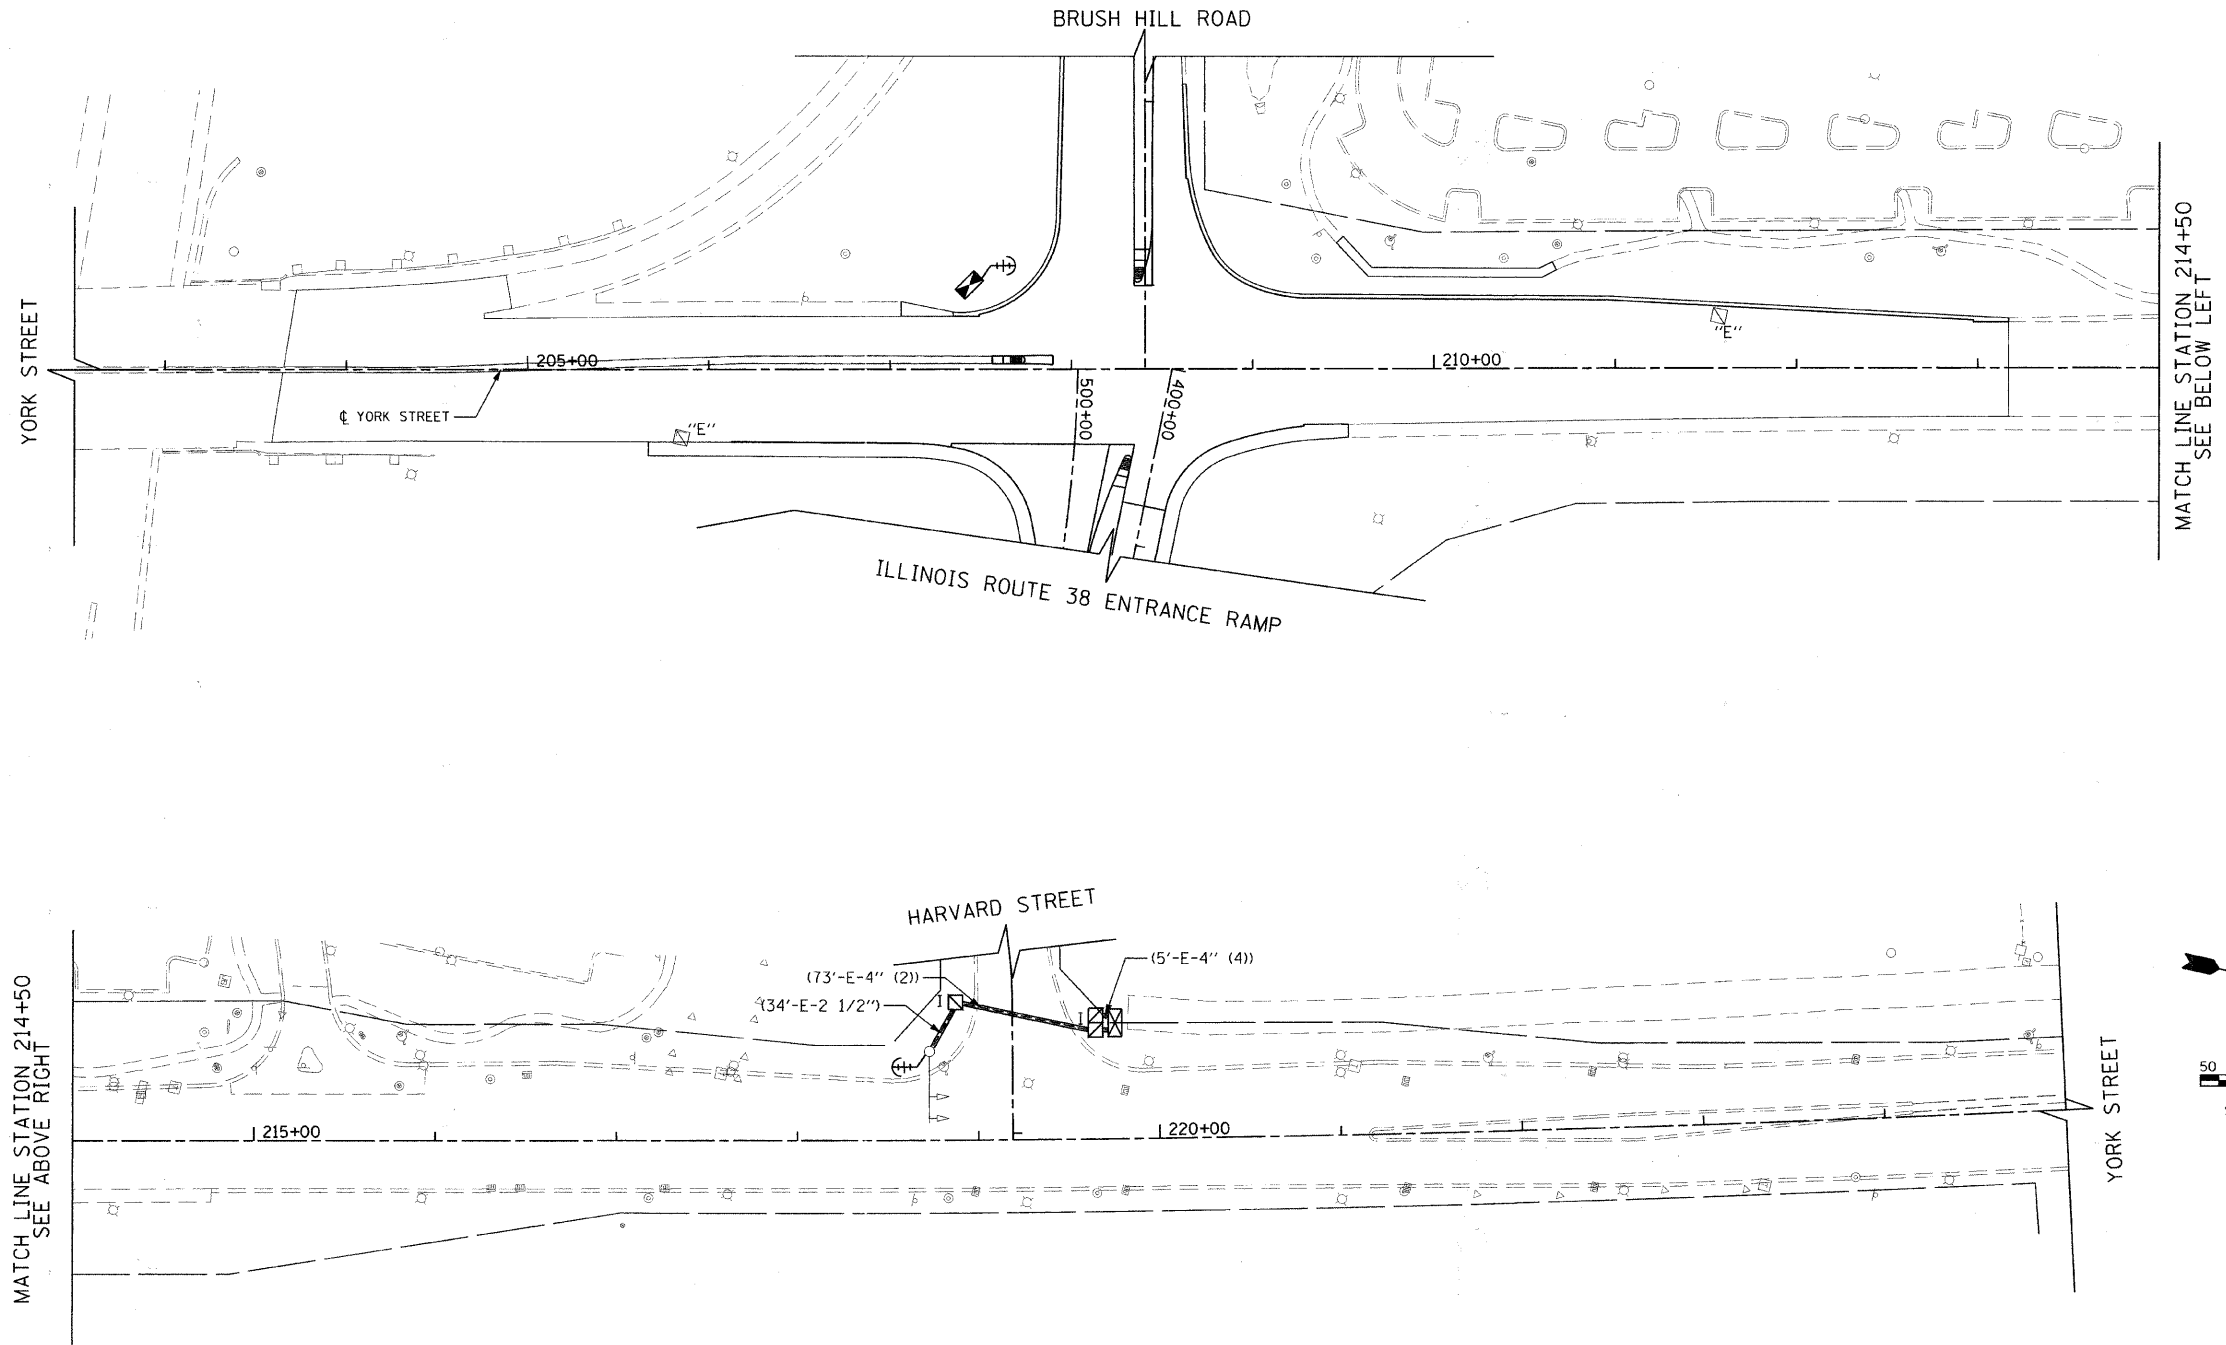 BRUSH HILL ROAD
YORK STREET
205+00
210+00
"E"
℄ YORK STREET
"E"
500+00
400+00
MATCH LINE STATION 214+50
SEE BELOW LEFT
ILLINOIS ROUTE 38 ENTRANCE RAMP
HARVARD STREET
(73'-E-4" (2))
(5'-E-4" (4))
(34'-E-2 1/2")
I
I
MATCH LINE STATION 214+50
SEE ABOVE RIGHT
215+00
220+00
YORK STREET
50